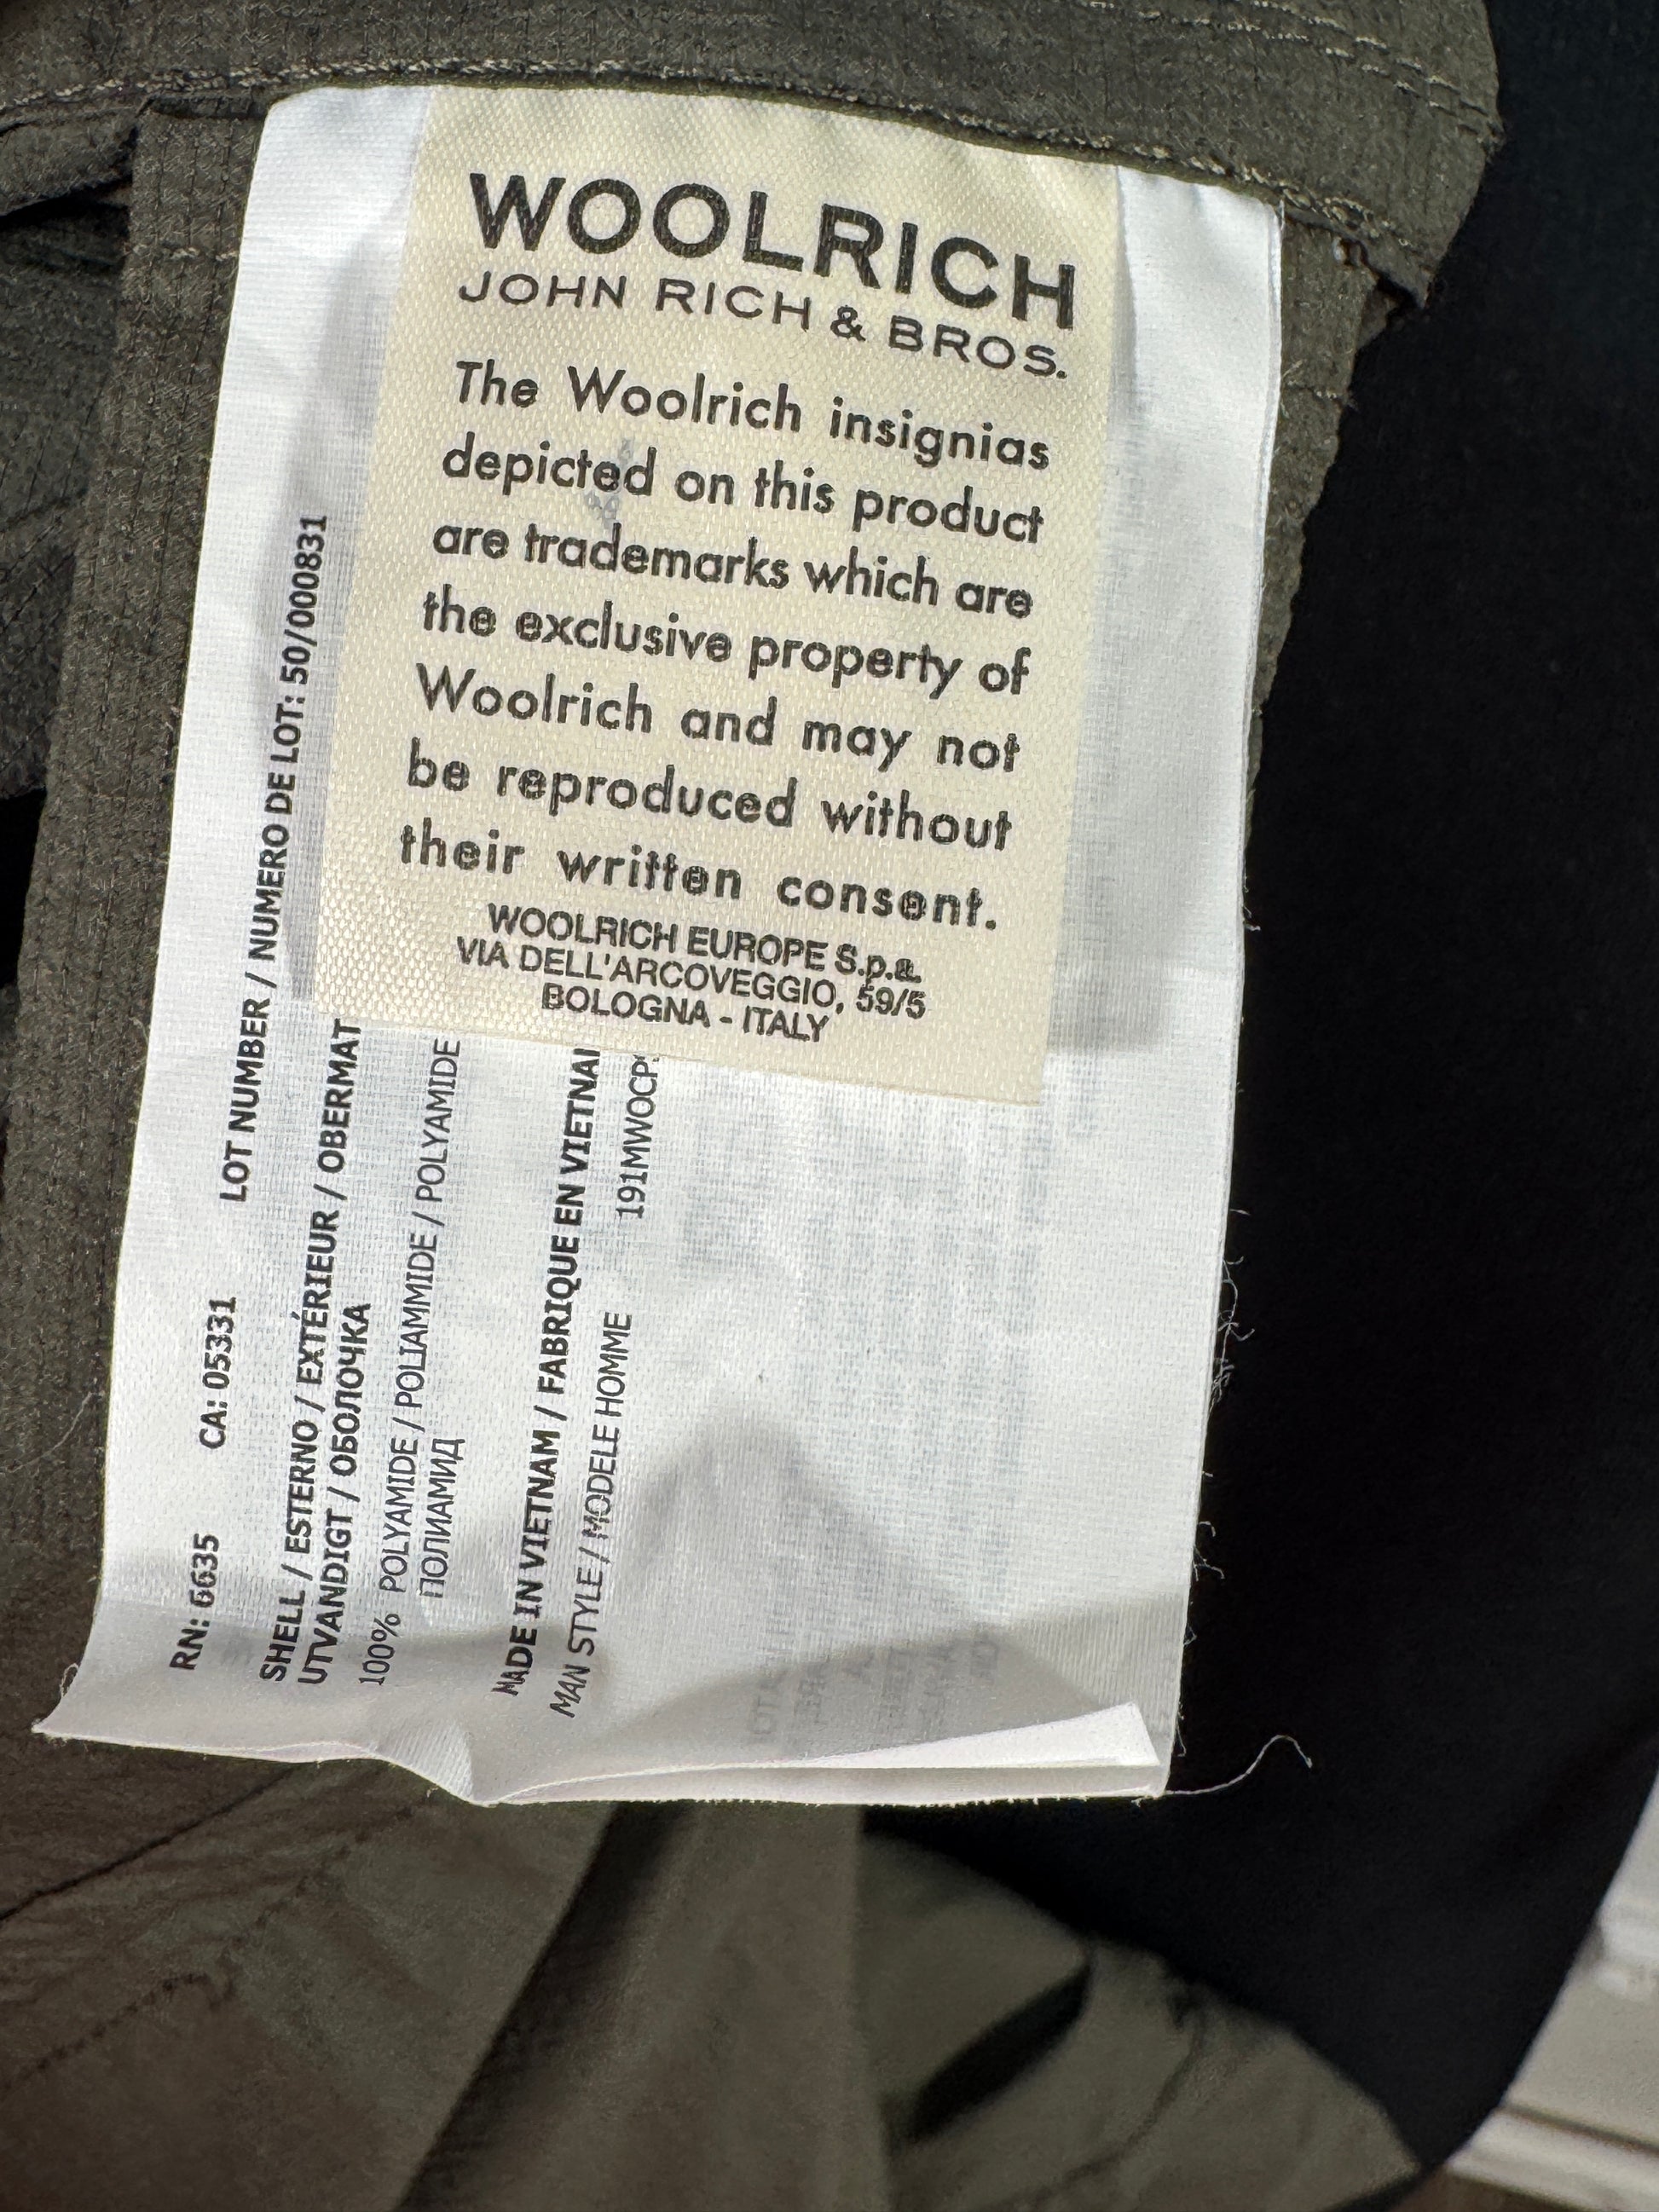 WOOLRICH
JOHN RICH & BROS.
The Woolrich insignias
depicted on this product
are trademarks which are
the exclusive property of
Woolrich and may not
be reproduced without
their written consent.
WOOLRICH EUROPE S.p.a.
VIA DELL'ARCOVEGGIO, 59/5
BOLOGNA - ITALY
RN: 6635 CA: 05331 LOT NUMBER / NUMERO DE LOT: 50/000831
SHELL / ESTERNO / EXTÉRIEUR / OBERMAT
UTVANDIGT / ОБОЛОЧКА
100% POLYAMIDE / POLIAMMIDE / POLYAMIDE
ПОЛИАМИД
MADE IN VIETNAM / FABRIQUE EN VIETNA
MAN STYLE / MODELE HOMME 191MWOCP